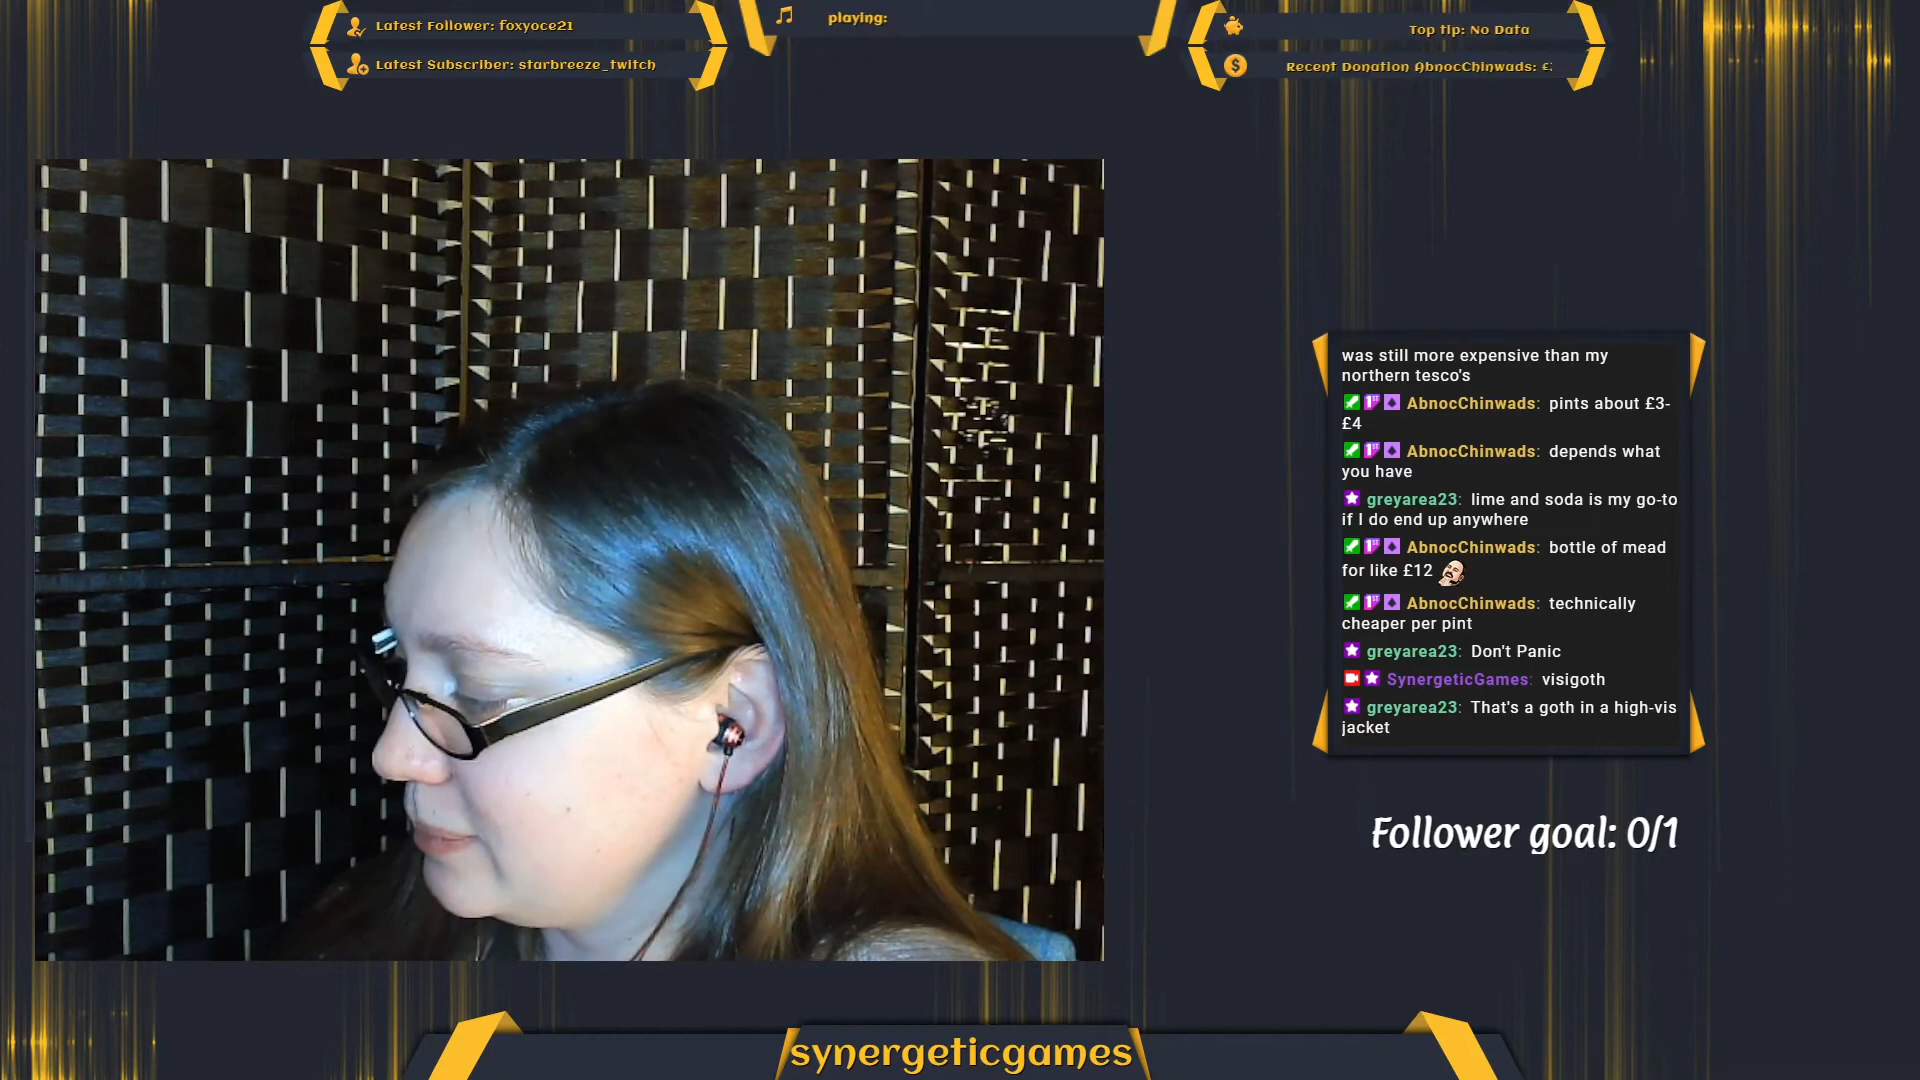 Latest Follower: foxyoce21
Latest Subscriber: starbreeze_twitch
playing:
Top tip: No Data
Recent Donation AbnocChinwads: £
was still more expensive than my
northern tesco's
AbnocChinwads: pints about £3-
£4
AbnocChinwads: depends what
you have
greyarea23: lime and soda is my go-to
if I do end up anywhere
AbnocChinwads: bottle of mead
for like £12
AbnocChinwads: technically
cheaper per pint
greyarea23: Don't Panic
SynergeticGames: visigoth
greyarea23: That's a goth in a high-vis
jacket
Follower goal: 0/1
synergeticgames